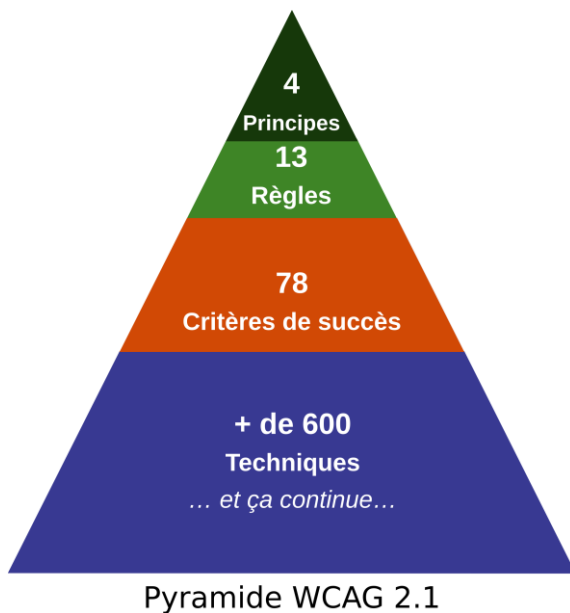 4
Principes
13
Règles
78
Critères de succès
+ de 600
Techniques
… et ça continue…
Pyramide WCAG 2.1